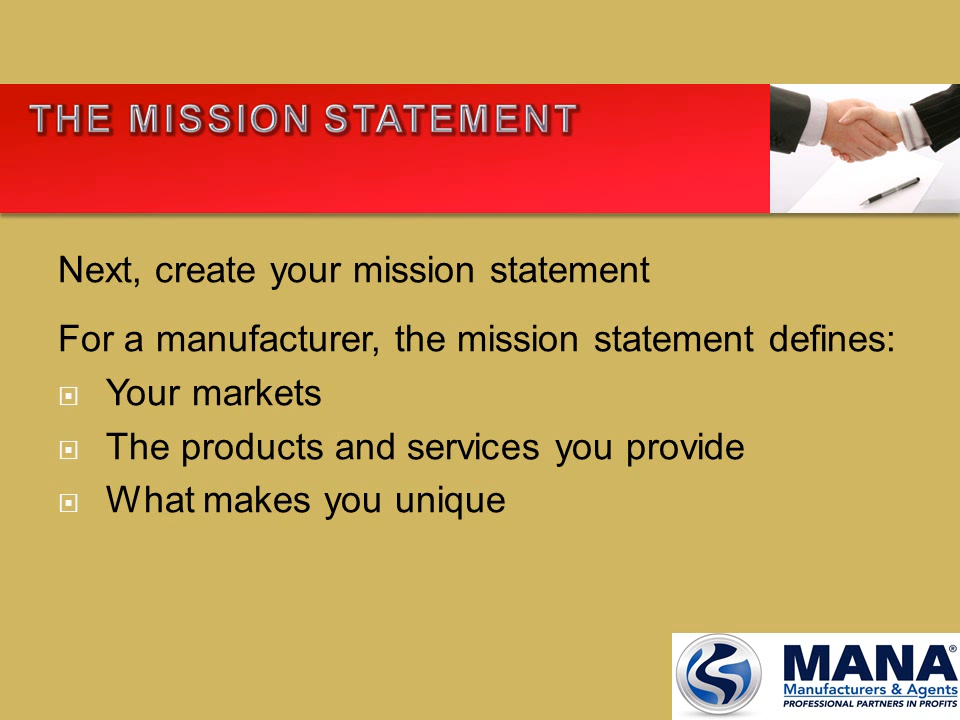 THE MISSION STATEMENT
Next, create your mission statement
For a manufacturer, the mission statement defines:
Your markets
The products and services you provide
What makes you unique
MANA®
Manufacturers & Agents
PROFESSIONAL PARTNERS IN PROFITS